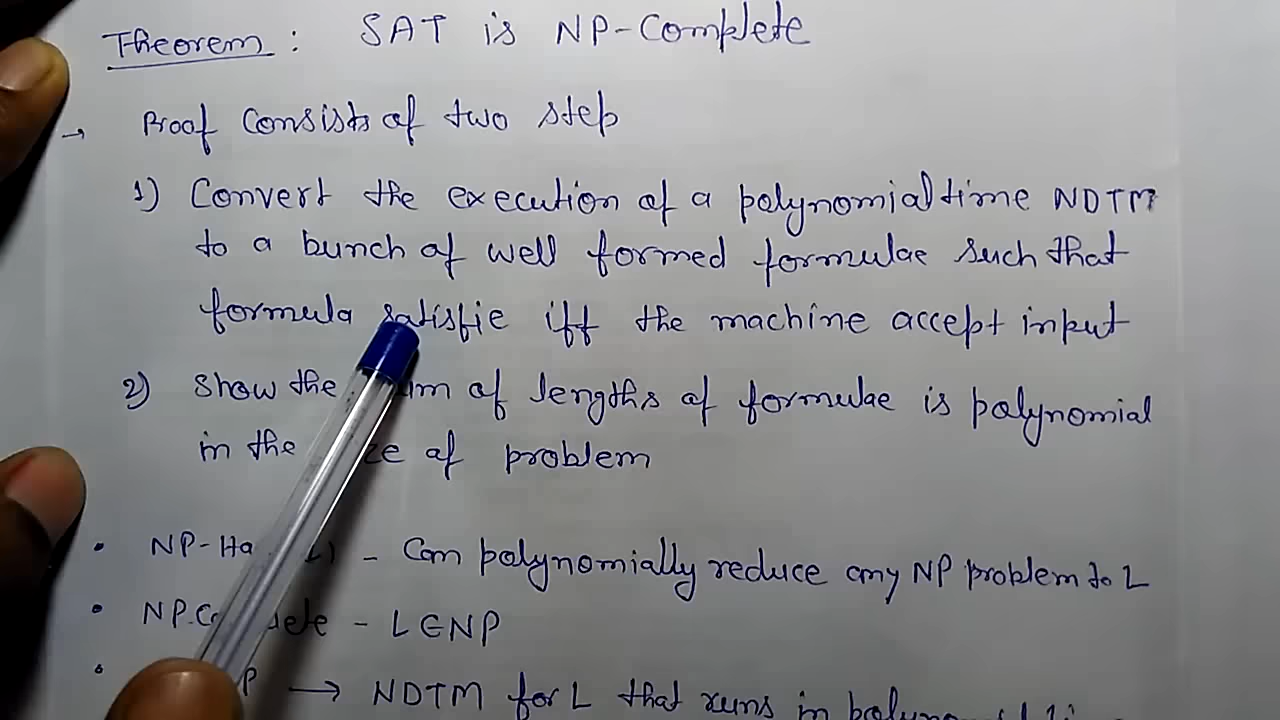 Theorem : SAT is NP-Complete
→ Proof Consists of two step
1) Convert the execution of a polynomial time NDTM
to a bunch of well formed formulae such that
formula satisfie iff the machine accept input
2) Show the of lengths of formulae is polynomial
in the of problem
• - Can polynomially reduce any NP problem to L
• - L ∈ NP
• → NDTM for L that runs in